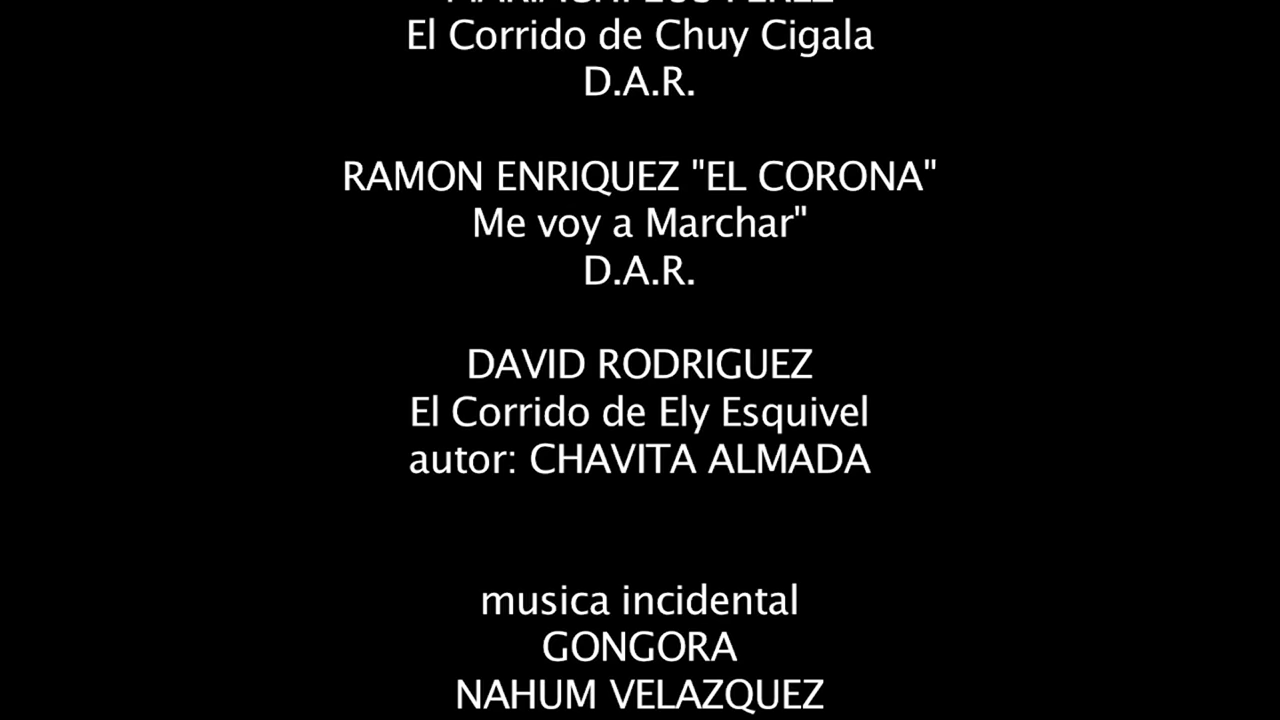 El Corrido de Chuy Cigala
D.A.R.
RAMON ENRIQUEZ "EL CORONA"
Me voy a Marchar"
D.A.R.
DAVID RODRIGUEZ
El Corrido de Ely Esquivel
autor: CHAVITA ALMADA
musica incidental
GONGORA
NAHUM VELAZQUEZ